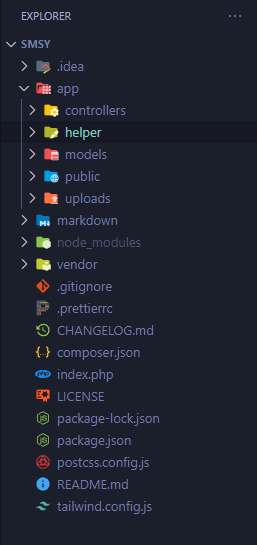 EXPLORER
SMSY
.idea
app
controllers
helper
models
public
uploads
markdown
node_modules
vendor
.gitignore
.prettierrc
CHANGELOG.md
composer.json
index.php
LICENSE
package-lock.json
package.json
postcss.config.js
README.md
tailwind.config.js